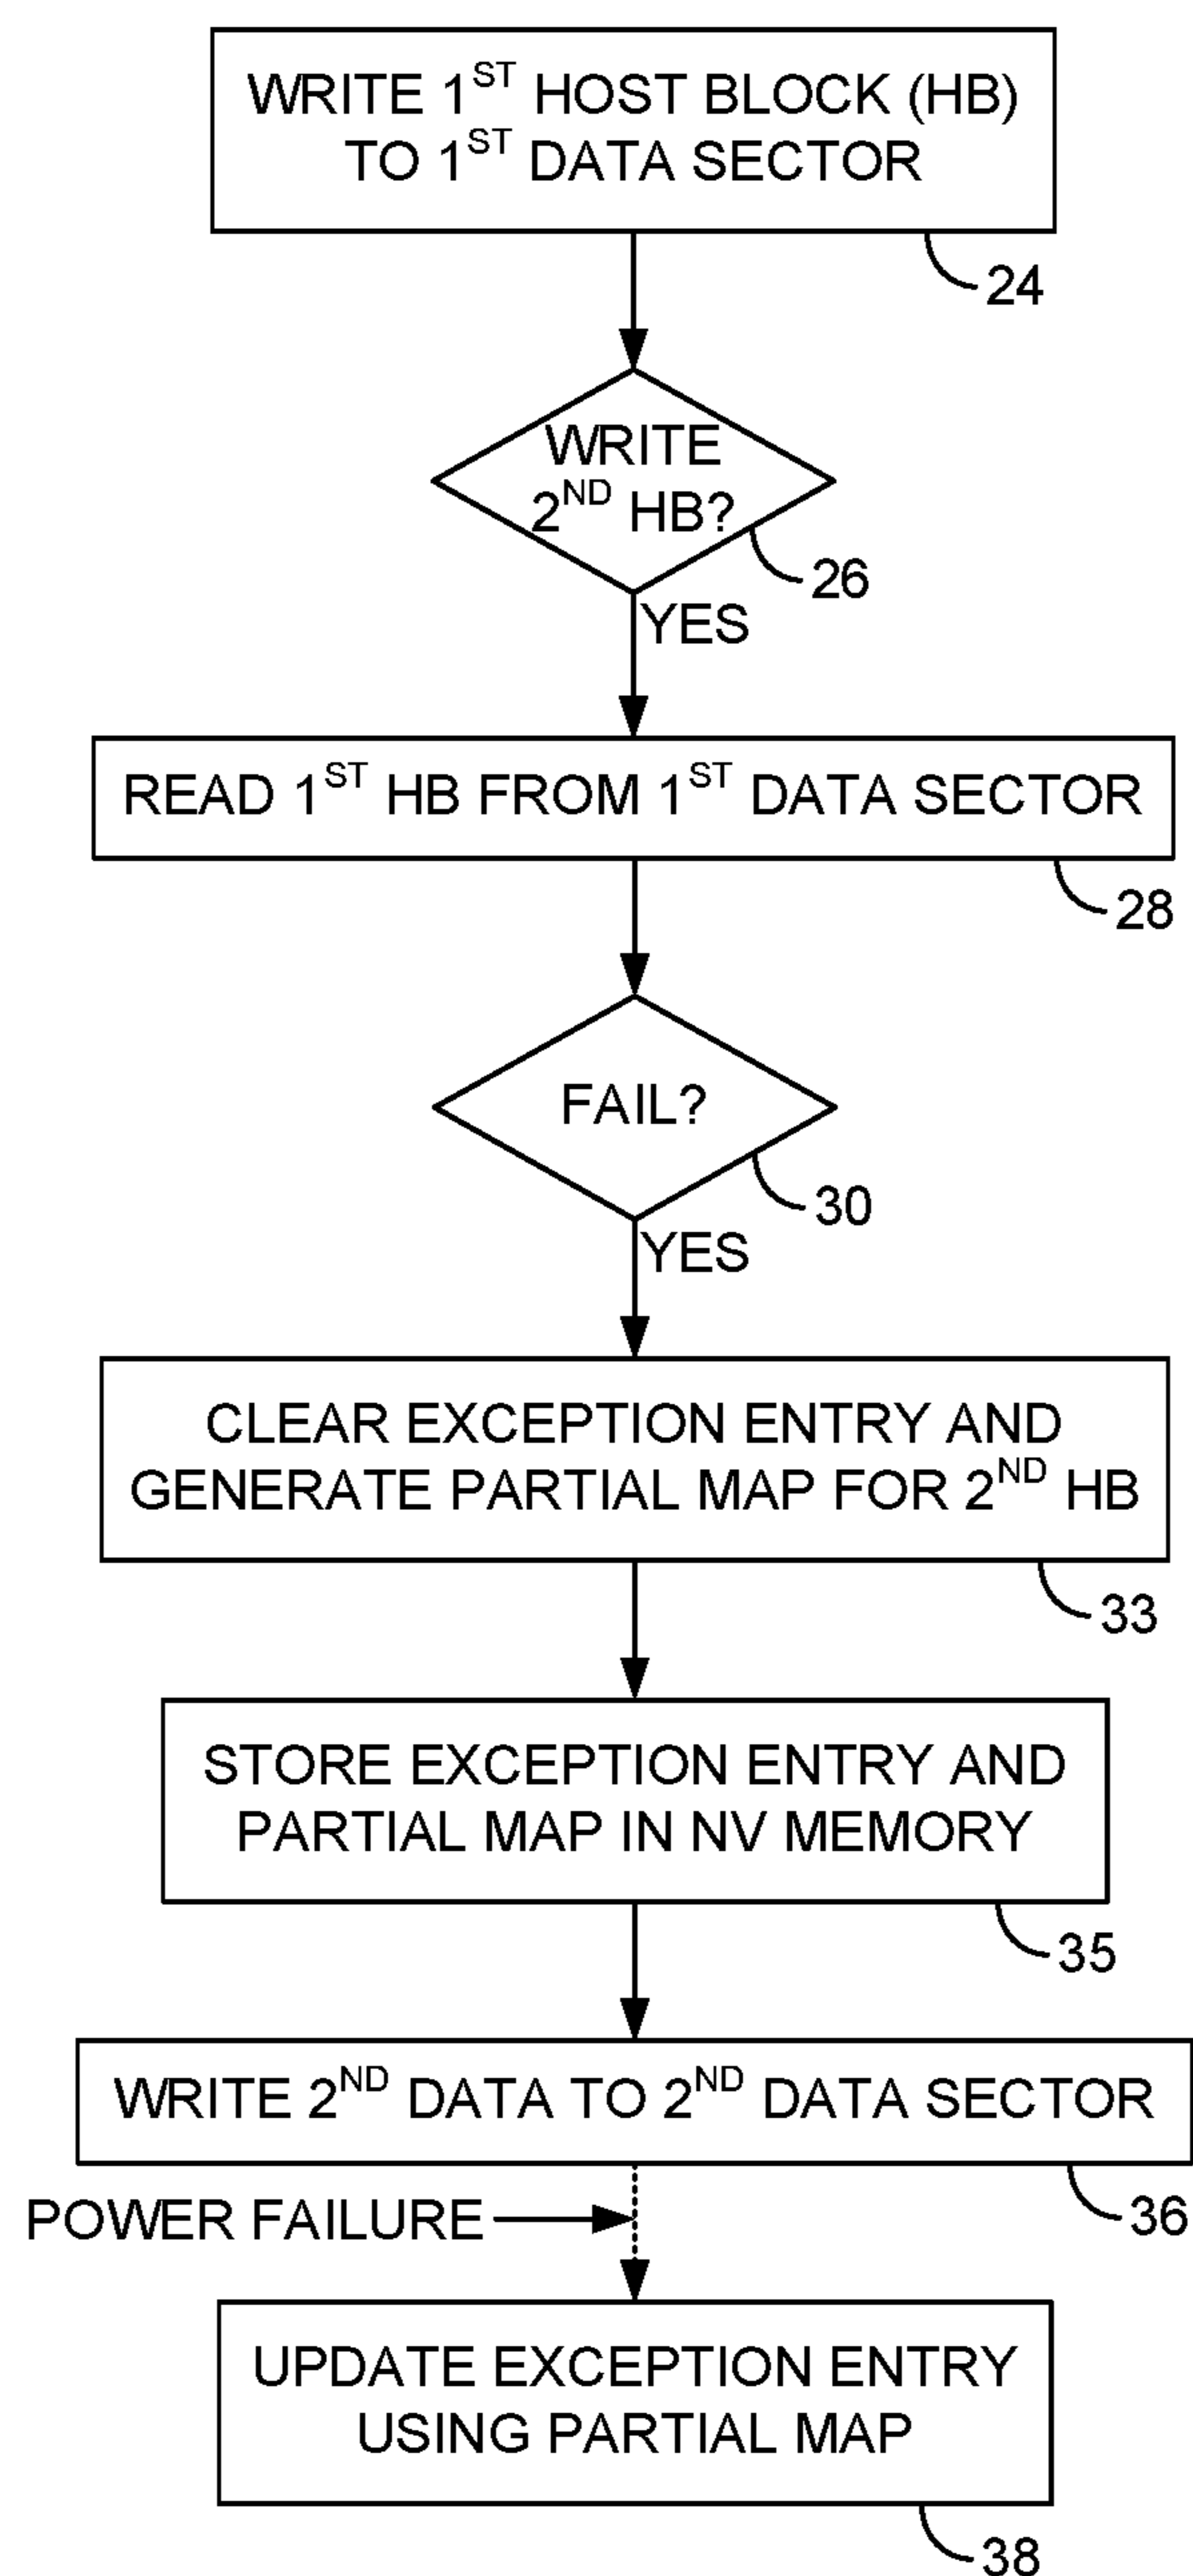 WRITE 1ST HOST BLOCK (HB)
TO 1ST DATA SECTOR
24
WRITE
2ND HB?
26
YES
READ 1ST HB FROM 1ST DATA SECTOR
28
FAIL?
30
YES
CLEAR EXCEPTION ENTRY AND
GENERATE PARTIAL MAP FOR 2ND HB
33
STORE EXCEPTION ENTRY AND
PARTIAL MAP IN NV MEMORY
35
WRITE 2ND DATA TO 2ND DATA SECTOR
36
POWER FAILURE
UPDATE EXCEPTION ENTRY
USING PARTIAL MAP
38